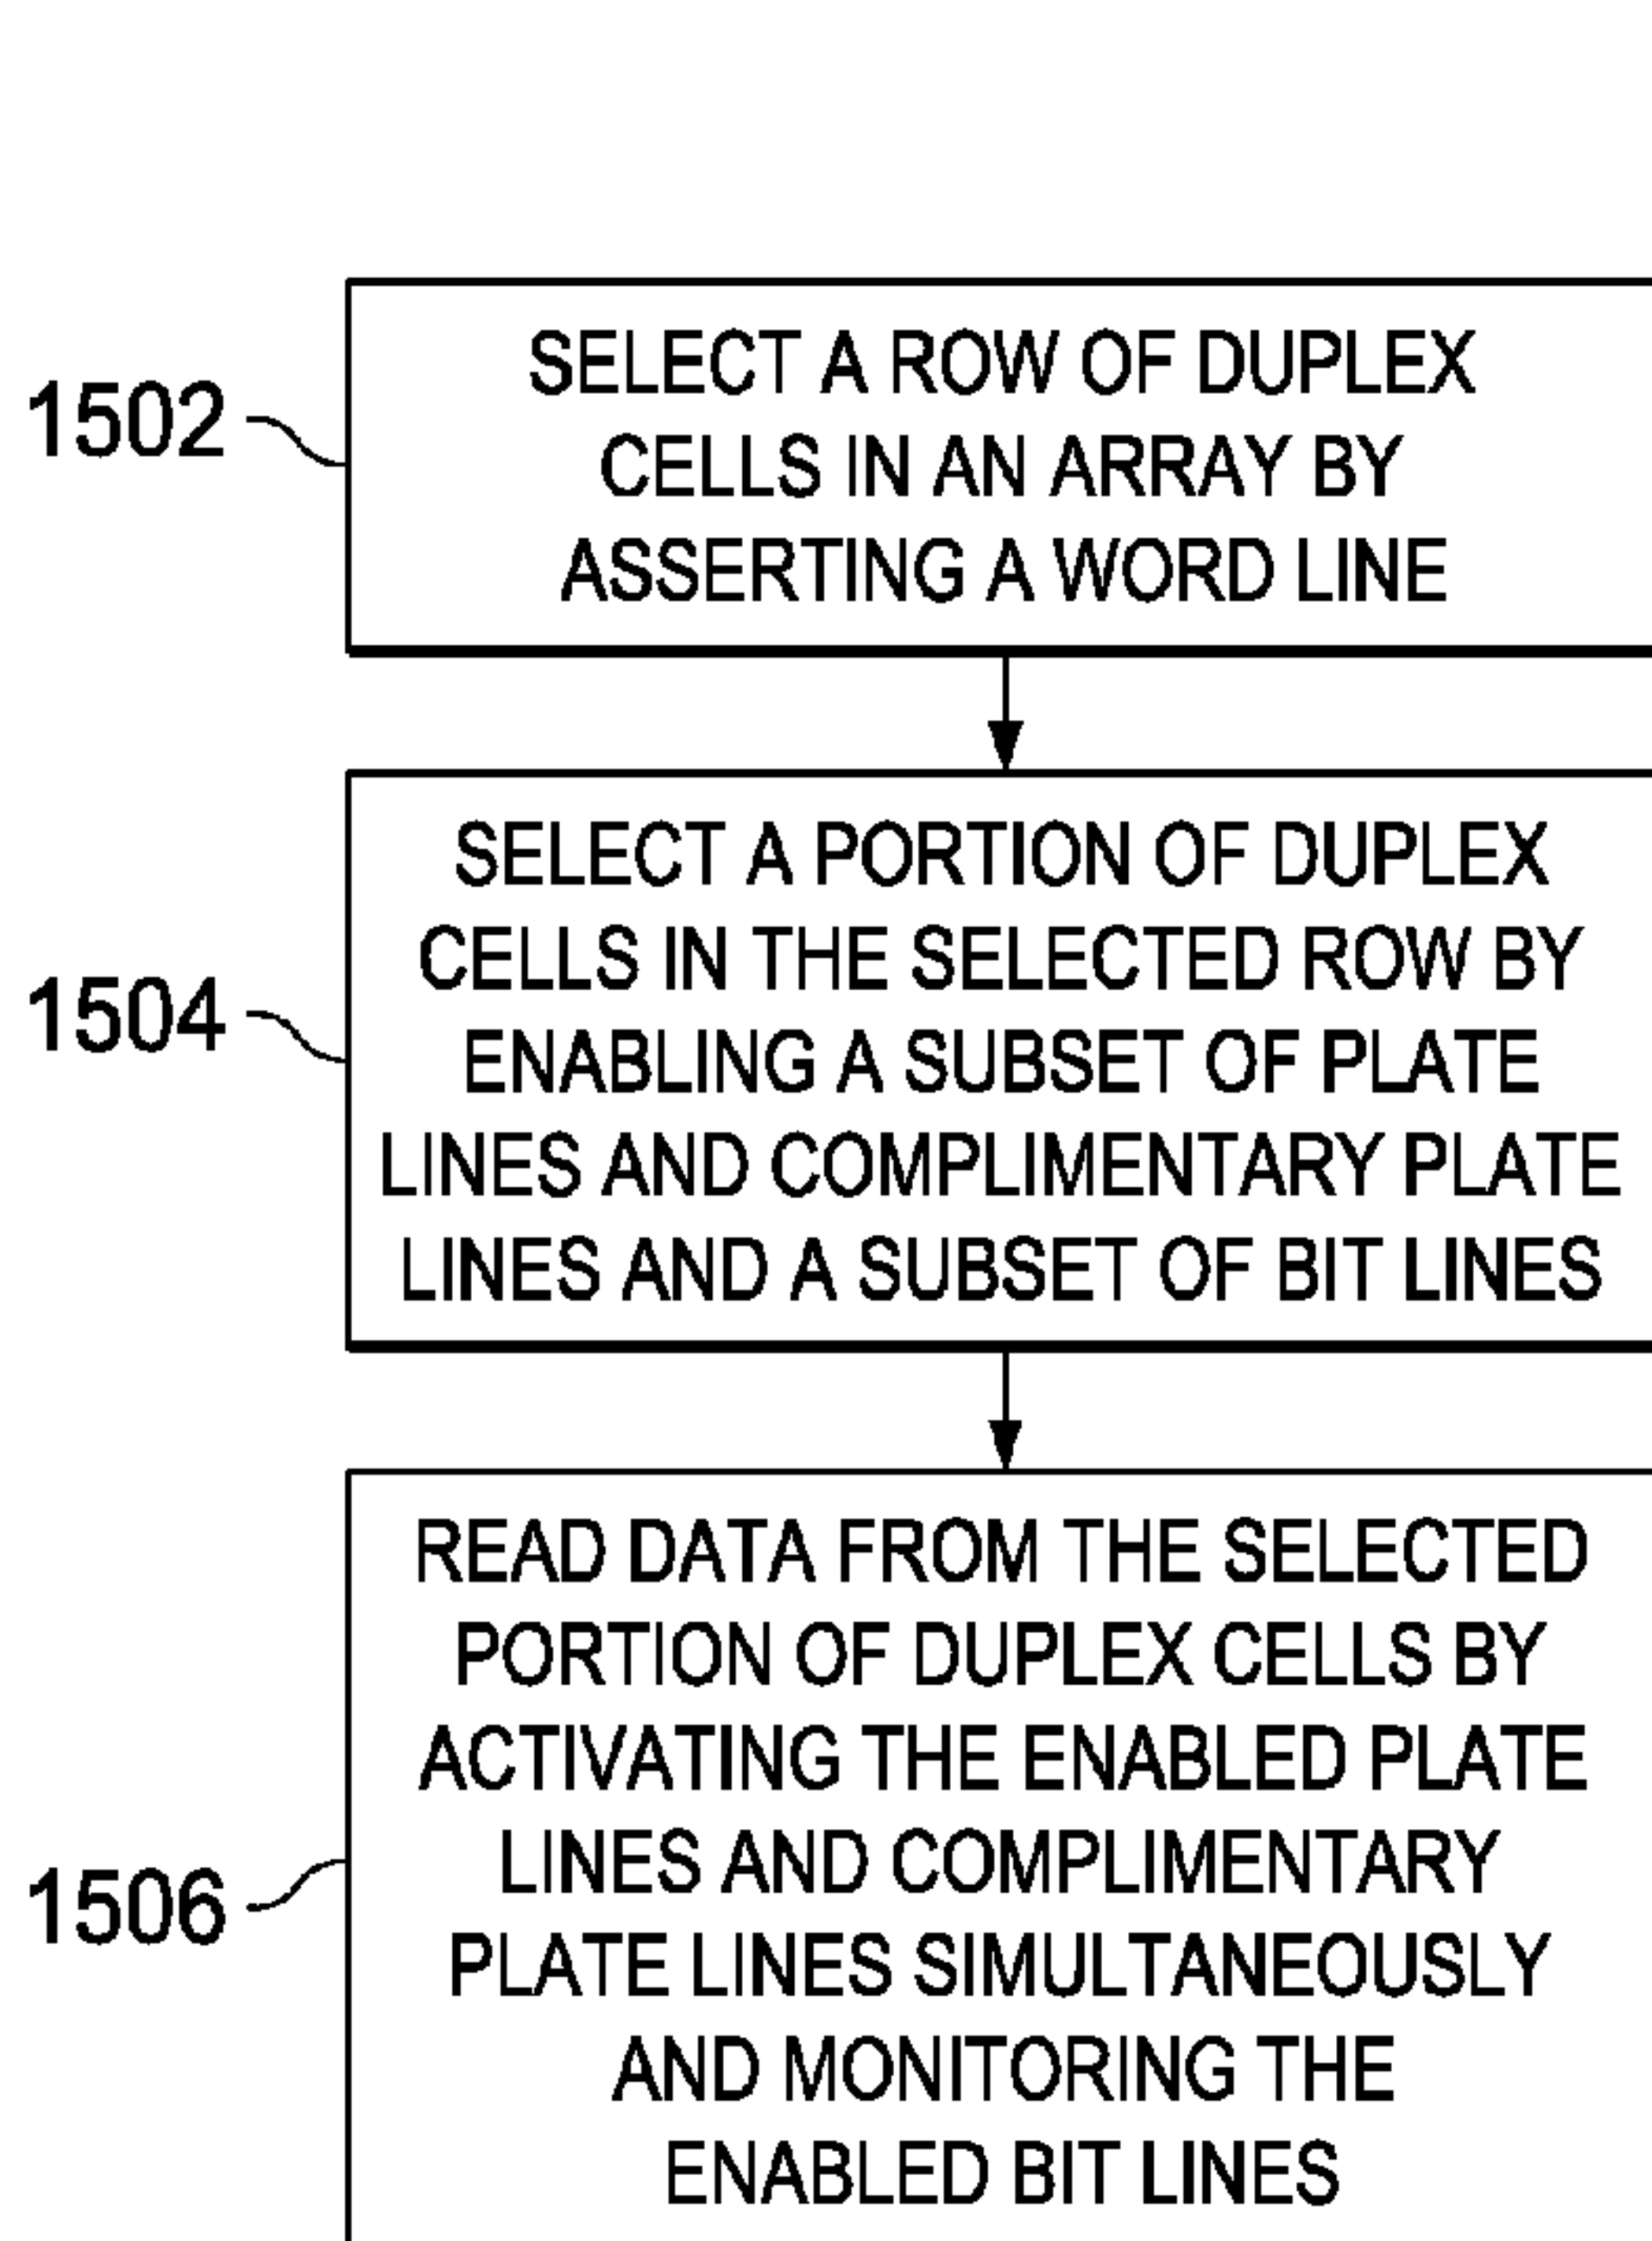 1502
SELECT A ROW OF DUPLEX
CELLS IN AN ARRAY BY
ASSERTING A WORD LINE
1504
SELECT A PORTION OF DUPLEX
CELLS IN THE SELECTED ROW BY
ENABLING A SUBSET OF PLATE
LINES AND COMPLIMENTARY PLATE
LINES AND A SUBSET OF BIT LINES
1506
READ DATA FROM THE SELECTED
PORTION OF DUPLEX CELLS BY
ACTIVATING THE ENABLED PLATE
LINES AND COMPLIMENTARY
PLATE LINES SIMULTANEOUSLY
AND MONITORING THE
ENABLED BIT LINES